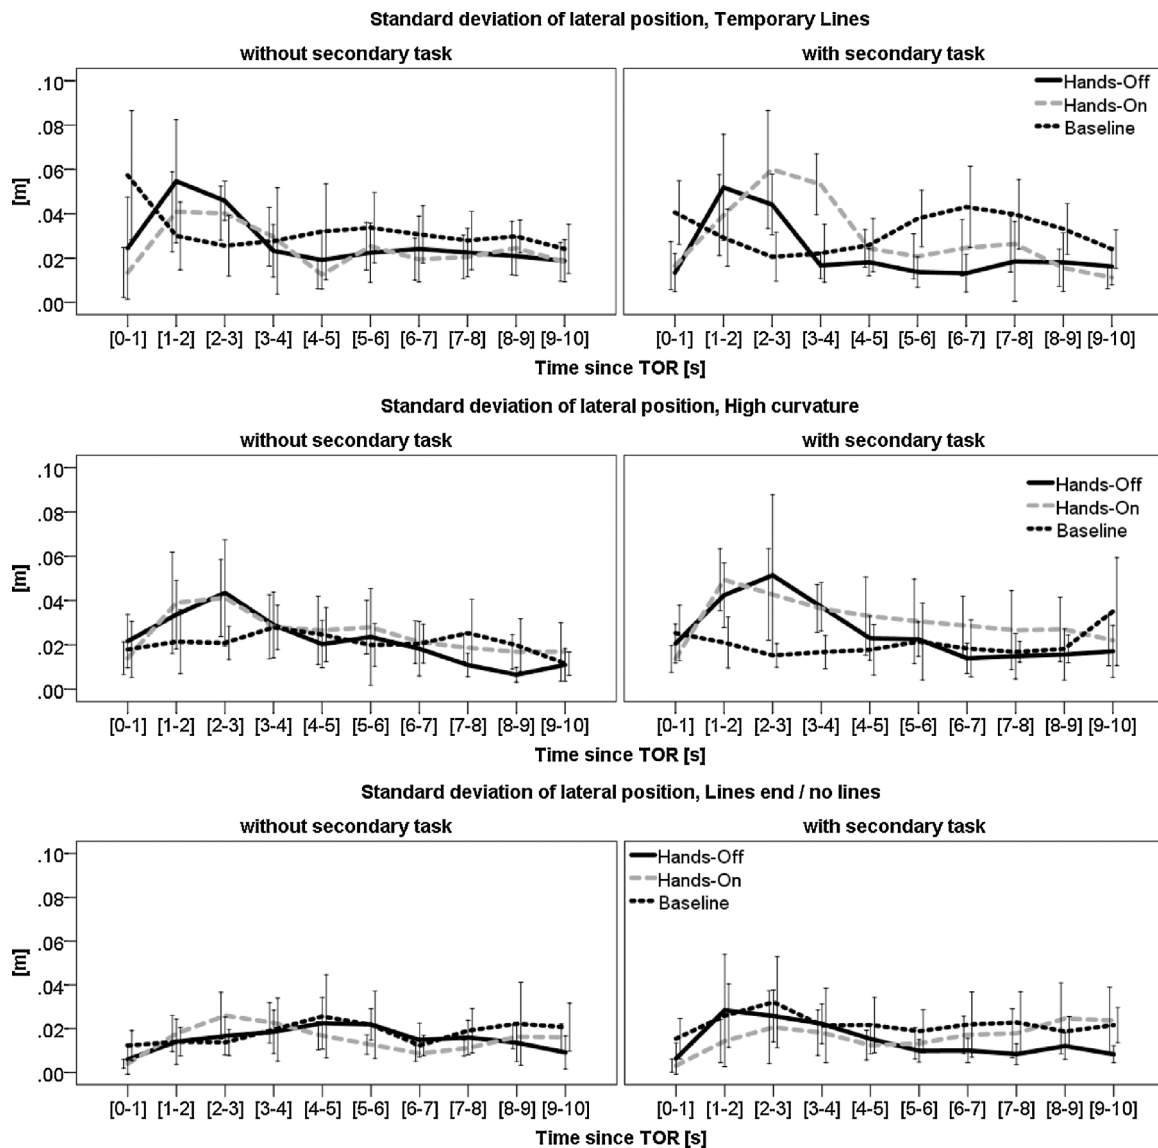 Standard deviation of lateral position, Temporary Lines
without secondary task
with secondary task
[m]
.10
.08
.06
.04
.02
.00
Hands-Off
Hands-On
Baseline
[0-1] [1-2] [2-3] [3-4] [4-5] [5-6] [6-7] [7-8] [8-9] [9-10]
[0-1] [1-2] [2-3] [3-4] [4-5] [5-6] [6-7] [7-8] [8-9] [9-10]
Time since TOR [s]
Standard deviation of lateral position, High curvature
without secondary task
with secondary task
[m]
.10
.08
.06
.04
.02
.00
Hands-Off
Hands-On
Baseline
[0-1] [1-2] [2-3] [3-4] [4-5] [5-6] [6-7] [7-8] [8-9] [9-10]
[0-1] [1-2] [2-3] [3-4] [4-5] [5-6] [6-7] [7-8] [8-9] [9-10]
Time since TOR [s]
Standard deviation of lateral position, Lines end / no lines
without secondary task
with secondary task
[m]
.10
.08
.06
.04
.02
.00
Hands-Off
Hands-On
Baseline
[0-1] [1-2] [2-3] [3-4] [4-5] [5-6] [6-7] [7-8] [8-9] [9-10]
[0-1] [1-2] [2-3] [3-4] [4-5] [5-6] [6-7] [7-8] [8-9] [9-10]
Time since TOR [s]